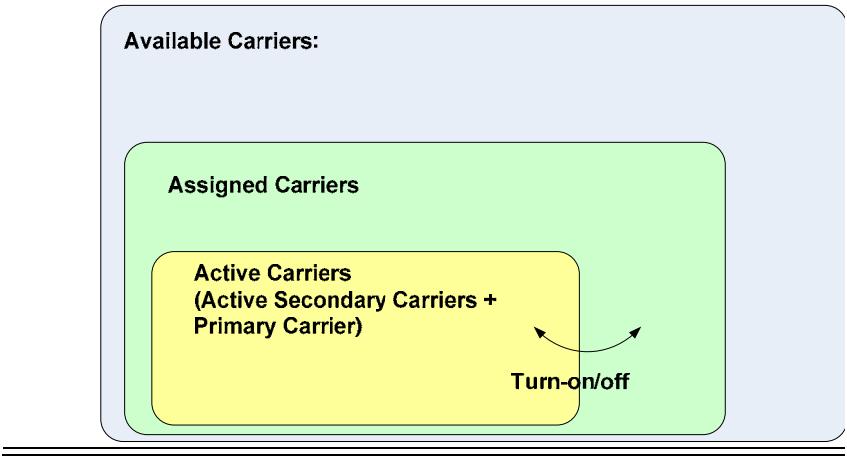 Available Carriers:
Assigned Carriers
Active Carriers
(Active Secondary Carriers +
Primary Carrier)
Turn-on/off